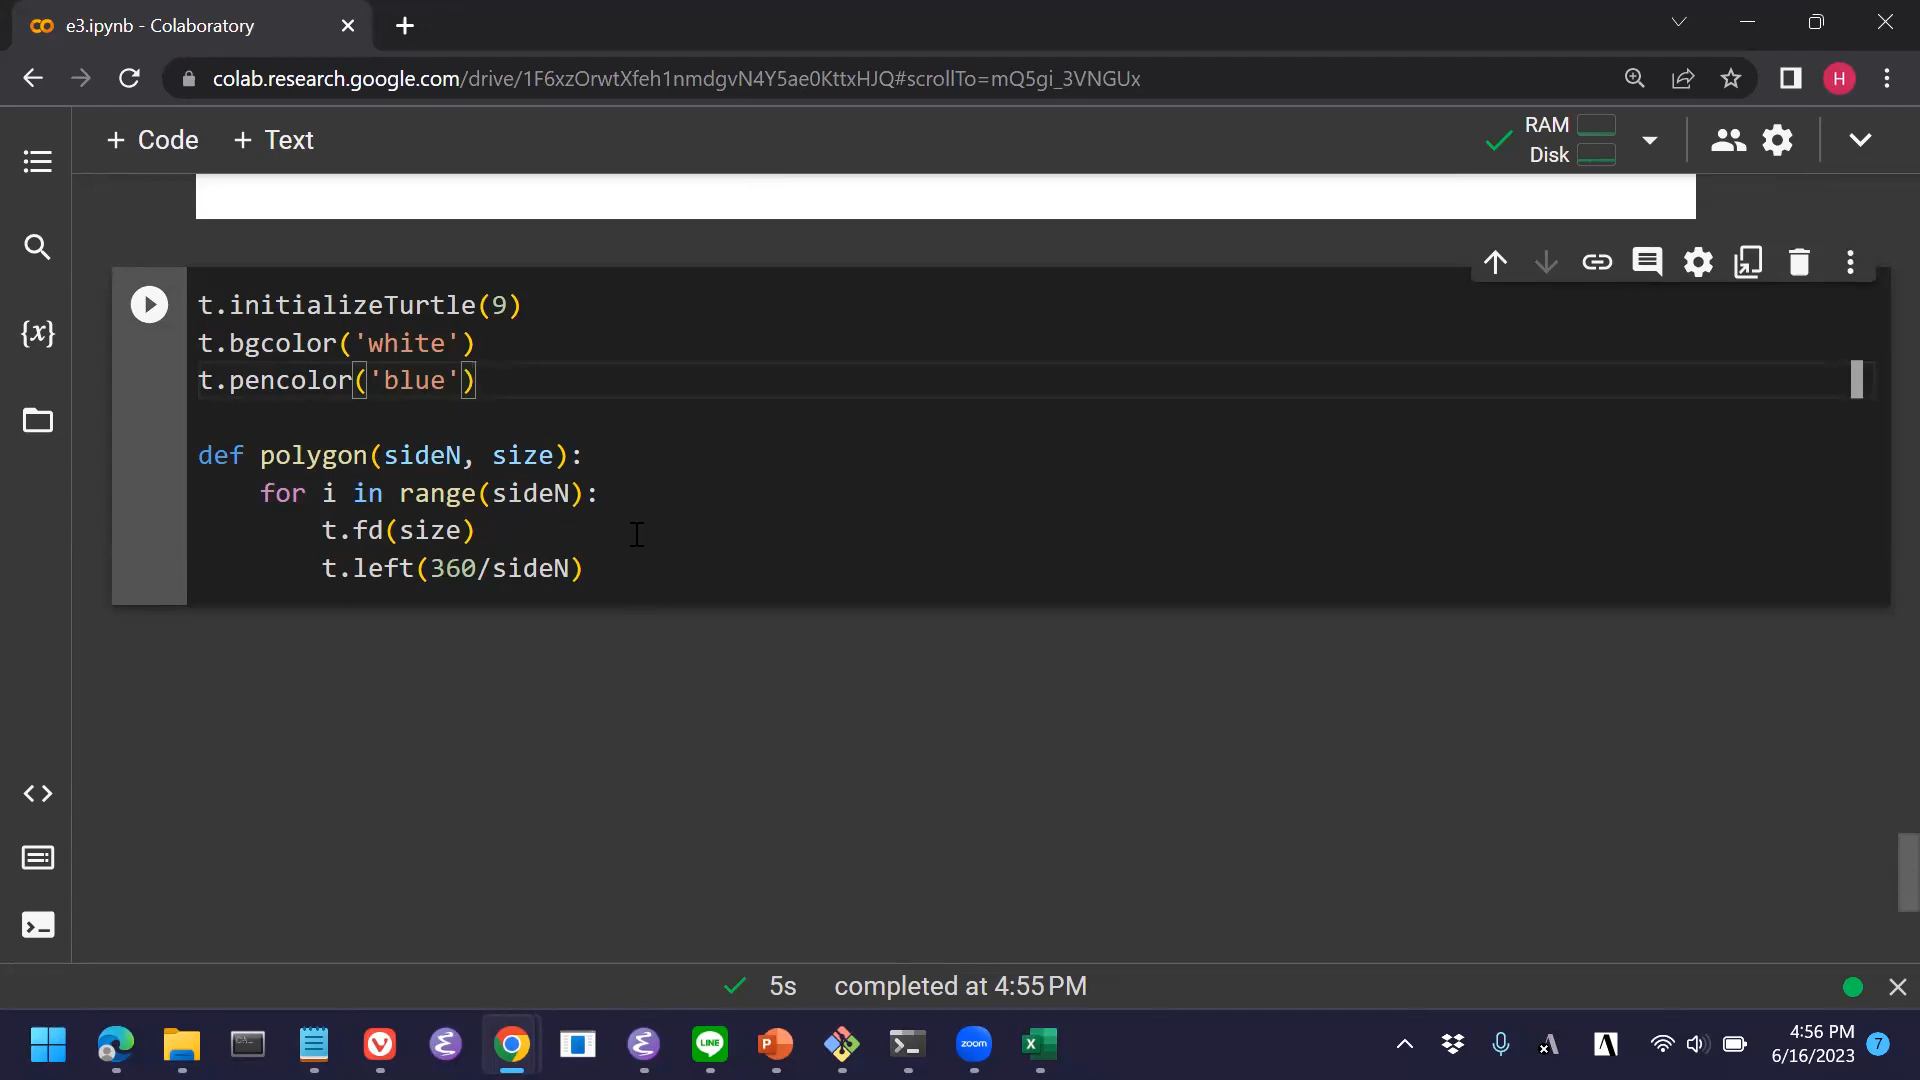 e3.ipynb - Colaboratory
colab.research.google.com/drive/1F6xzOrwtXfeh1nmdgvN4Y5ae0KttxHJQ#scrollTo=mQ5gi_3VNGUx
H
+ Code + Text
RAM
Disk
{x}
t.initializeTurtle(9)
t.bgcolor('white')
t.pencolor('blue')
def polygon(sideN, size):
for i in range(sideN):
t.fd(size)
t.left(360/sideN)
5s completed at 4:55 PM
LINE
zoom
A
4:56 PM
6/16/2023
7